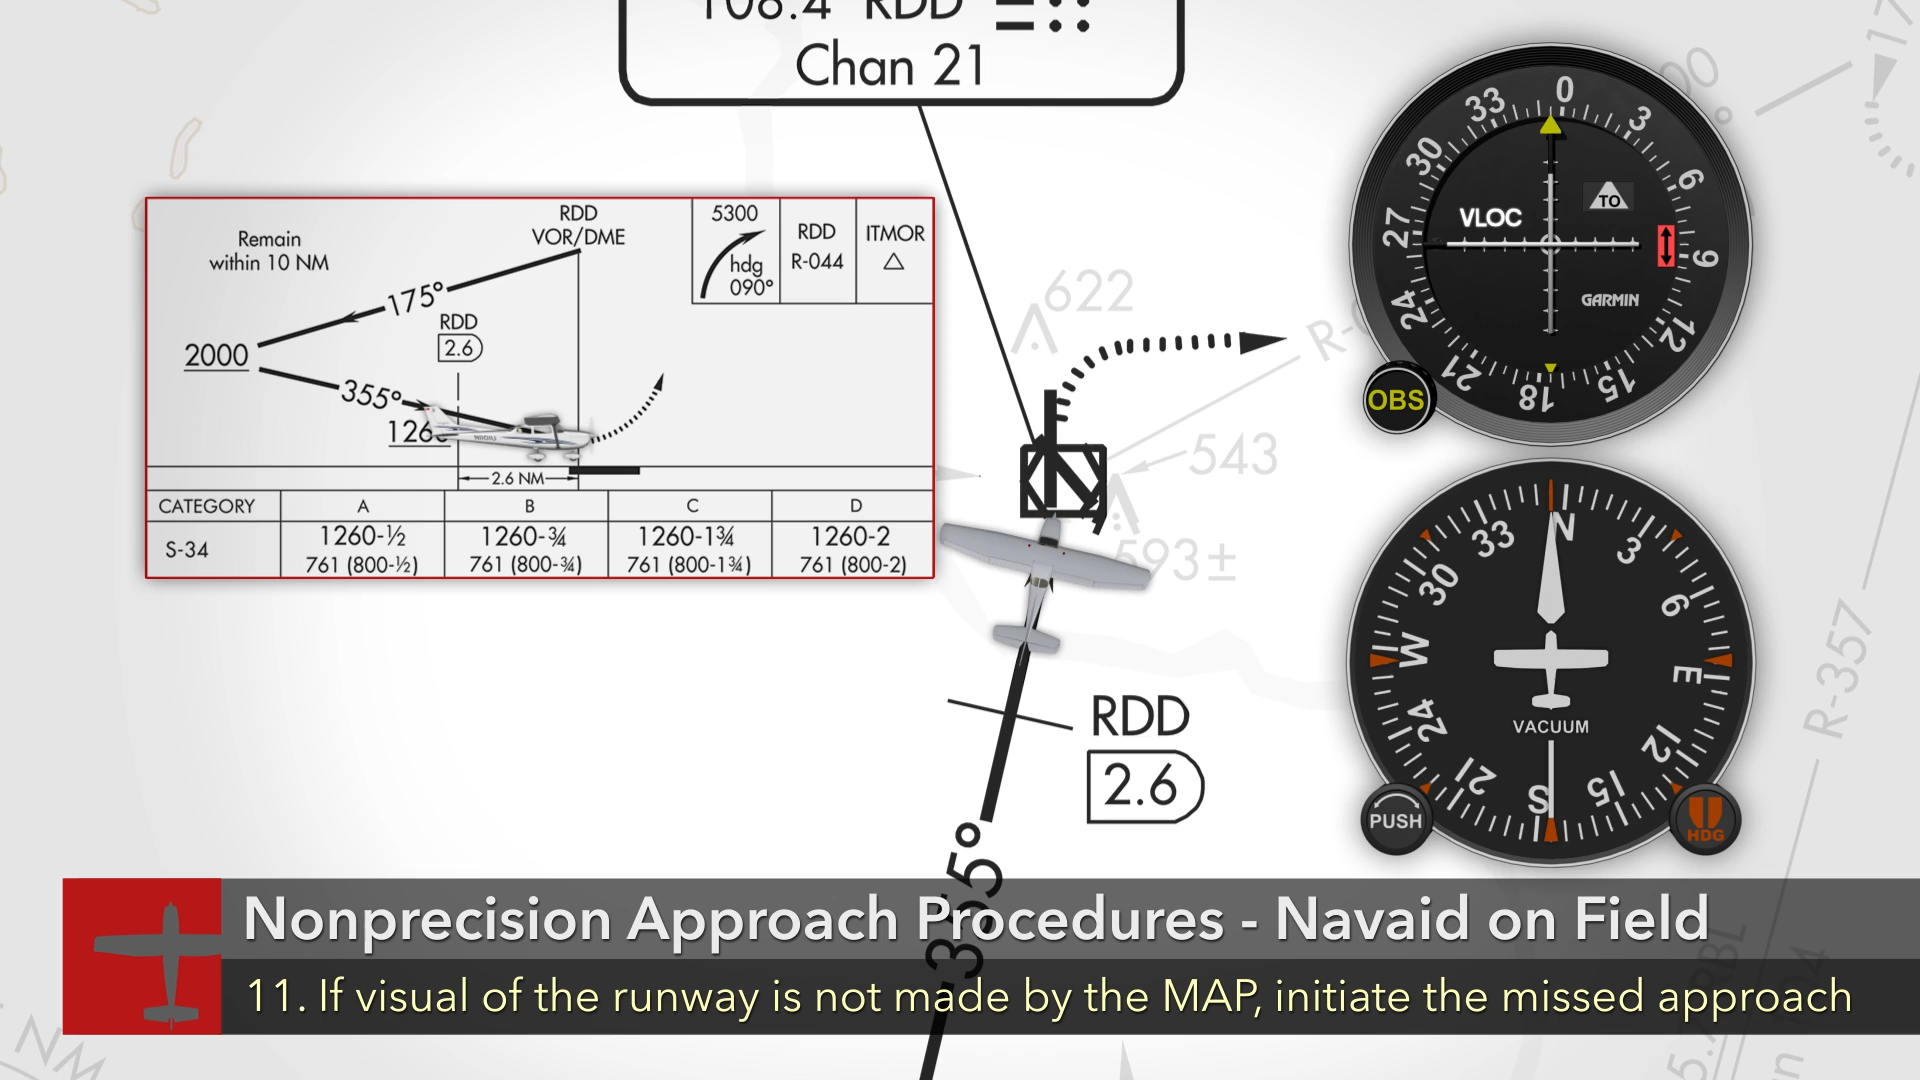 108.4 RDD
Chan 21
Remain
within 10 NM
RDD
VOR/DME
5300
hdg
090°
RDD
R-044
ITMOR
175°
RDD
2.6
2000
355°
2.6 NM
CATEGORY A B C D
S-34
1260-½ 1260-¾ 1260-1¾ 1260-2
761 (800-½) 761 (800-¾) 761 (800-1¾) 761 (800-2)
622
543
593±
RDD
2.6
355°
R-357
NM
0 3 6 9 12 15 18 21 24 27 30 33
VLOC
TO
GARMIN
OBS
N 3 6 E 12 15 S 21 24 W 30 33
VACUUM
PUSH
HDG
Nonprecision Approach Procedures - Navaid on Field
11. If visual of the runway is not made by the MAP, initiate the missed approach